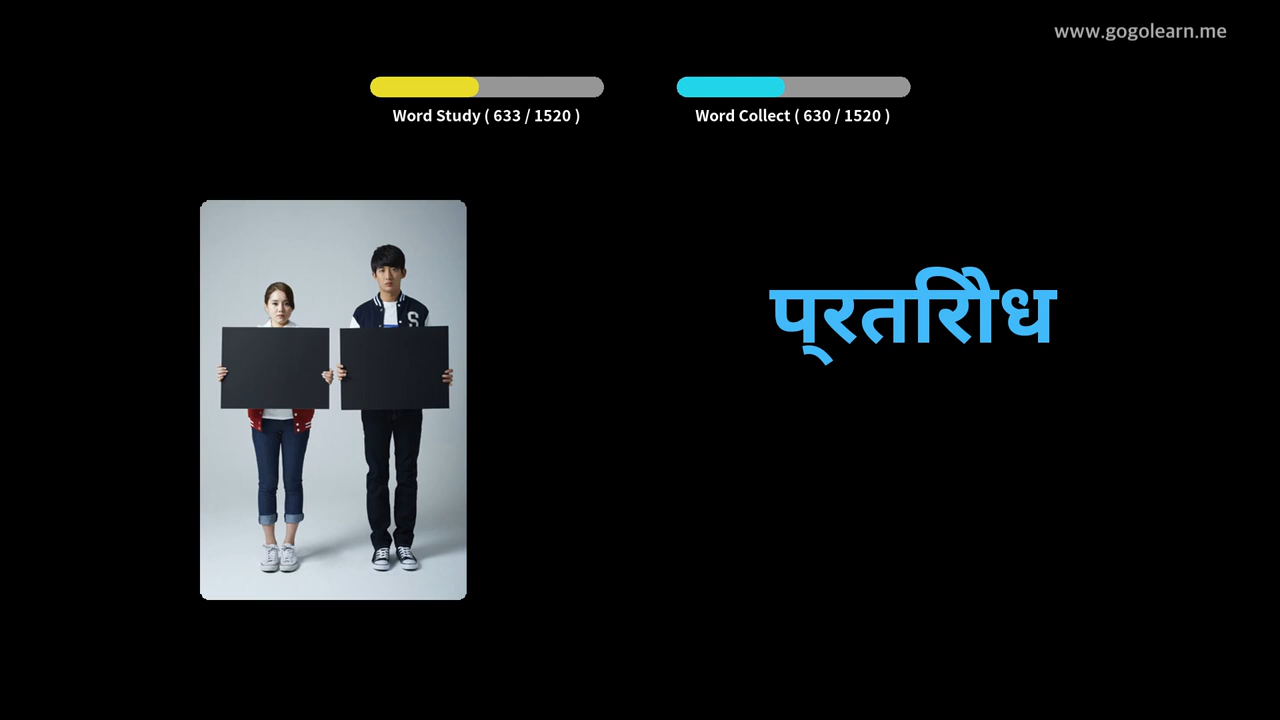 www.gogolearn.me
Word Study ( 633 / 1520 )
Word Collect ( 630 / 1520 )
प्रतिरोध
S